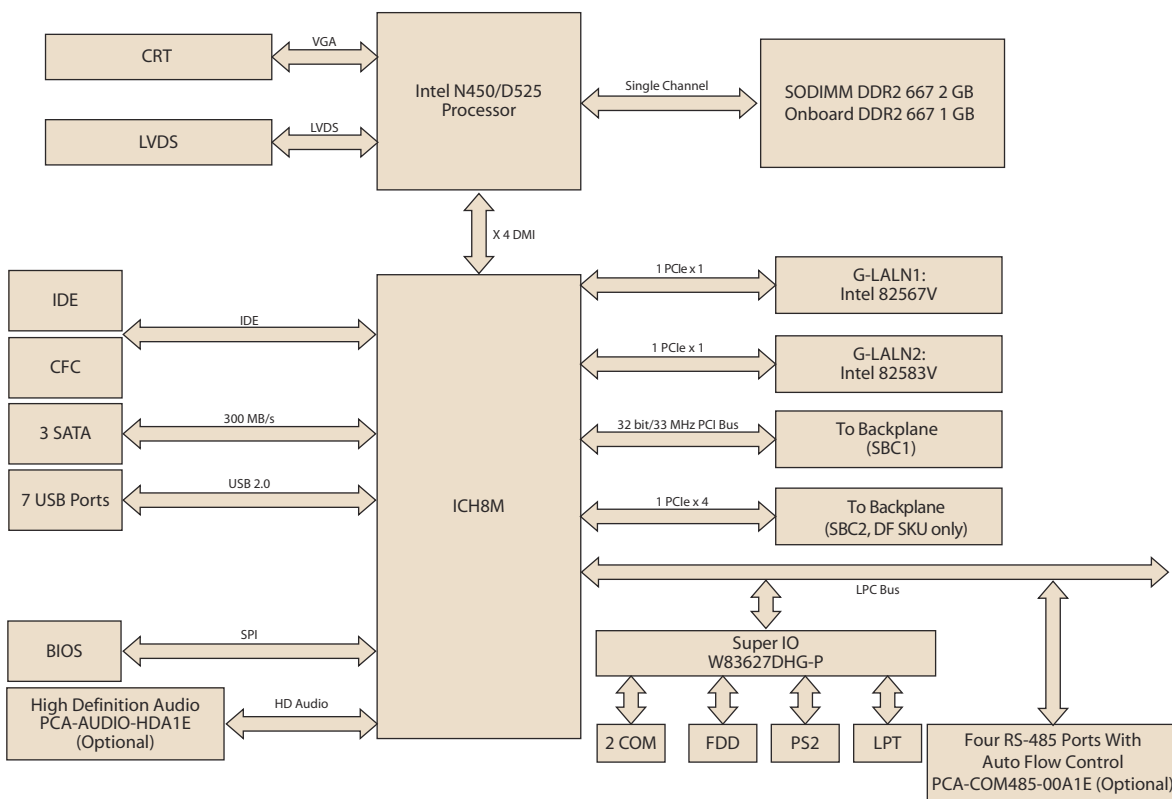 CRT
VGA
LVDS
LVDS
Intel N450/D525
Processor
Single Channel
SODIMM DDR2 667 2 GB
Onboard DDR2 667 1 GB
X 4 DMI
IDE
CFC
IDE
3 SATA
300 MB/s
7 USB Ports
USB 2.0
ICH8M
1 PCIe x 1
G-LALN1:
Intel 82567V
1 PCIe x 1
G-LALN2:
Intel 82583V
32 bit/33 MHz PCI Bus
To Backplane
(SBC1)
1 PCIe x 4
To Backplane
(SBC2, DF SKU only)
LPC Bus
BIOS
SPI
High Definition Audio
PCA-AUDIO-HDA1E
(Optional)
HD Audio
Super IO
W83627DHG-P
2 COM
FDD
PS2
LPT
Four RS-485 Ports With
Auto Flow Control
PCA-COM485-00A1E (Optional)